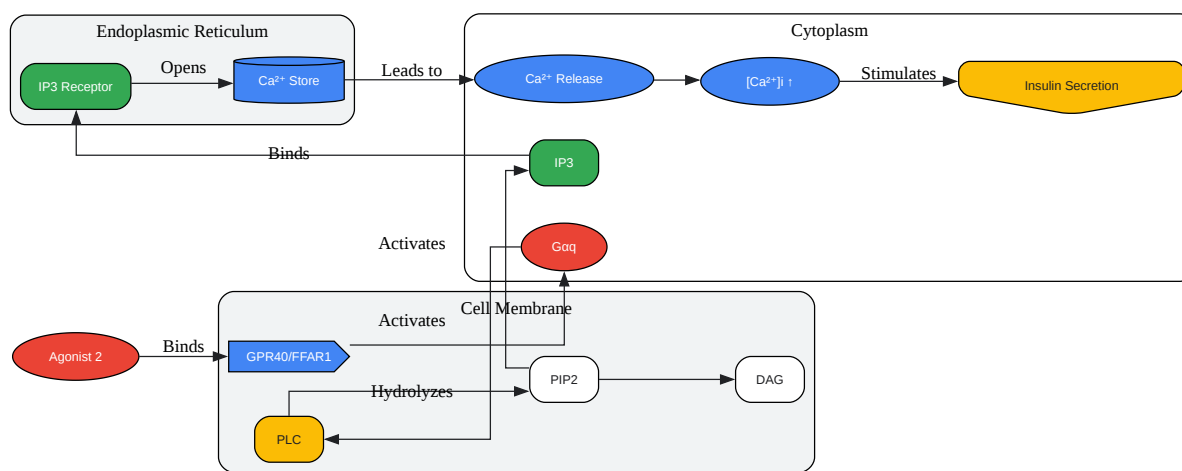 Endoplasmic Reticulum
Cytoplasm
IP3 Receptor
Opens
Ca²⁺ Store
Leads to
Ca²⁺ Release
[Ca²⁺]i ↑
Stimulates
Insulin Secretion
Binds
IP3
Activates
Gαq
Cell Membrane
Activates
Agonist 2
Binds
GPR40/FFAR1
Hydrolyzes
PIP2
DAG
PLC